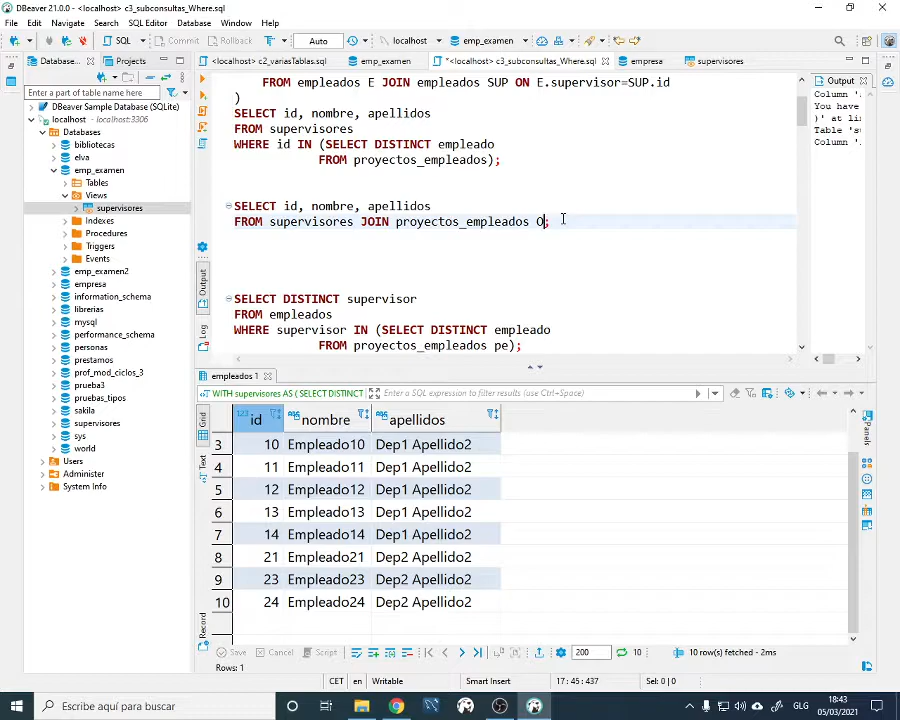 DBeaver 21.0.0 - <localhost> c3_subconsultas_Where.sql
File Edit Navigate Search SQL Editor Database Window Help
SQL Commit Rollback T Auto localhost emp_examen
Database... Projects
*<localhost> c2_variasTablas.sql *<localhost> c3_subconsultas_Where.sql empresa supervisores
Output
Enter a part of table name here
DBeaver Sample Database (SQLite)
localhost - localhost:3306
Databases
bibliotecas
elva
emp_examen
Tables
Views
supervisores
Indexes
Procedures
Triggers
Events
emp_examen2
empresa
information_schema
librerias
mysql
performance_schema
personas
prestamos
prof_mod_ciclos_3
prueba3
pruebas_tipos
sakila
supervisores
sys
world
Users
Administer
System Info
FROM empleados E JOIN empleados SUP ON E.supervisor=SUP.id
)
SELECT id, nombre, apellidos
FROM supervisores
WHERE id IN (SELECT DISTINCT empleado
FROM proyectos_empleados);
SELECT id, nombre, apellidos
FROM supervisores JOIN proyectos_empleados O;
SELECT DISTINCT supervisor
FROM empleados
WHERE supervisor IN (SELECT DISTINCT empleado
FROM proyectos_empleados pe);
Output
Log
Column '.
You have
)' at lin
Table 'su
Column '.
empleados 1
WITH supervisores AS ( SELECT DISTINCT
Enter a SQL expression to filter results (use Ctrl+Space)
Grid
Text
Record
Panels
123 id ABC nombre ABC apellidos
3 10 Empleado10 Dep1 Apellido2
4 11 Empleado11 Dep1 Apellido2
5 12 Empleado12 Dep1 Apellido2
6 13 Empleado13 Dep1 Apellido2
7 14 Empleado14 Dep1 Apellido2
8 21 Empleado21 Dep2 Apellido2
9 23 Empleado23 Dep2 Apellido2
10 24 Empleado24 Dep2 Apellido2
Save Cancel Script 200 10 10 row(s) fetched - 2ms
Rows: 1
CET en Writable Smart Insert 17 : 45 : 437 Sel: 0 | 0
Escribe aquí para buscar
GLG
18:43
05/03/2021